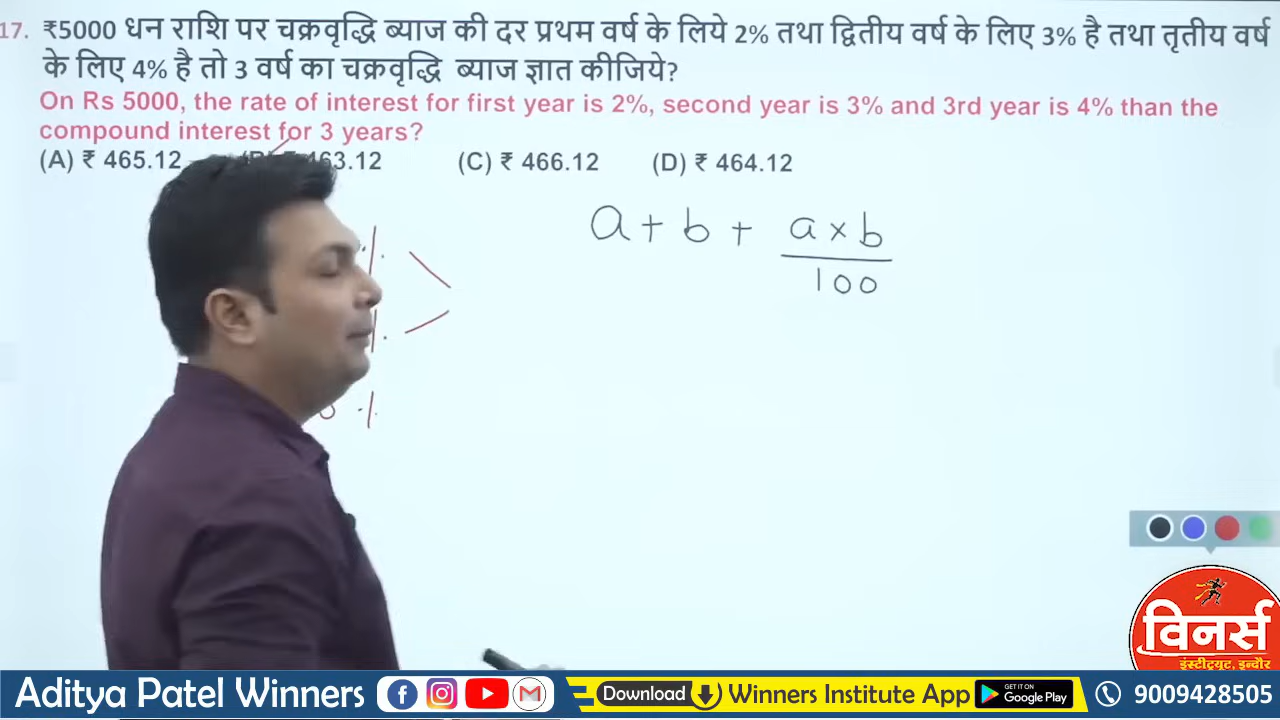 17. ₹5000 धन राशि पर चक्रवृद्धि ब्याज की दर प्रथम वर्ष के लिये 2% तथा द्वितीय वर्ष के लिए 3% है तथा तृतीय वर्ष
के लिए 4% है तो 3 वर्ष का चक्रवृद्धि ब्याज ज्ञात कीजिये?
On Rs 5000, the rate of interest for first year is 2%, second year is 3% and 3rd year is 4% than the
compound interest for 3 years?
(A) ₹ 465.12 463.12 (C) ₹ 466.12 (D) ₹ 464.12
a + b + a × b
100
%
%
%
विनर्स
इंस्टीट्यूट, इन्दौर
Aditya Patel Winners Download Winners Institute App GET IT ON Google Play 9009428505